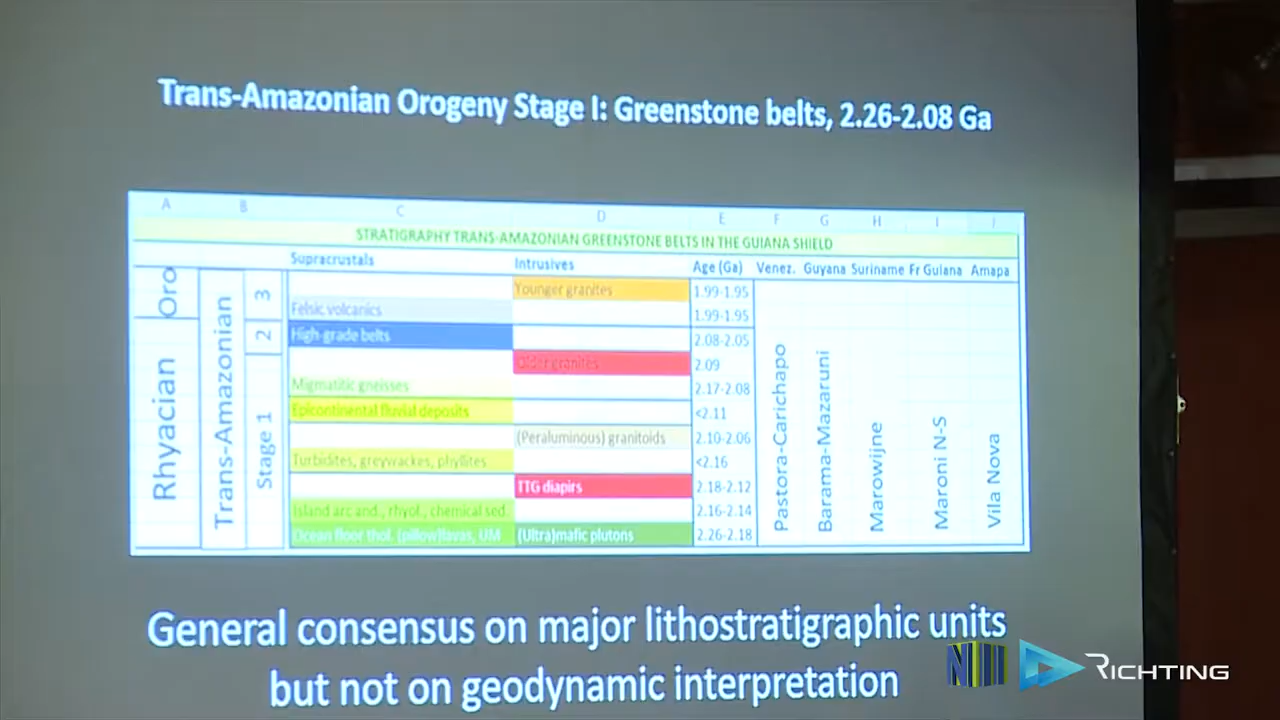 Trans-Amazonian Orogeny Stage I: Greenstone belts, 2.26-2.08 Ga
A B C D E F G H I J
STRATIGRAPHY TRANS-AMAZONIAN GREENSTONE BELTS IN THE GUIANA SHIELD
Supracrustals Intrusives Age (Ga) Venez. Guyana Suriname Fr Guiana Amapa
Oro
Rhyacian
Trans-Amazonian
3
2
Stage 1
Younger granites 1.99-1.95
Felsic volcanics 1.99-1.95
High-grade belts 2.08-2.05
Older granites 2.09
Migmatitic gneisses 2.17-2.08
Epicontinental fluvial deposits <2.11
(Peraluminous) granitoids 2.10-2.06
Turbidites, greywackes, phyllites <2.16
TTG diapirs 2.18-2.12
Island arc and., rhyol., chemical sed. 2.16-2.14
Ocean floor thol. (pillow)lavas, UM (Ultra)mafic plutons 2.26-2.18
Pastora-Carichapo
Barama-Mazaruni
Marowijne
Maroni N-S
Vila Nova
General consensus on major lithostratigraphic units
but not on geodynamic interpretation
RICHTING